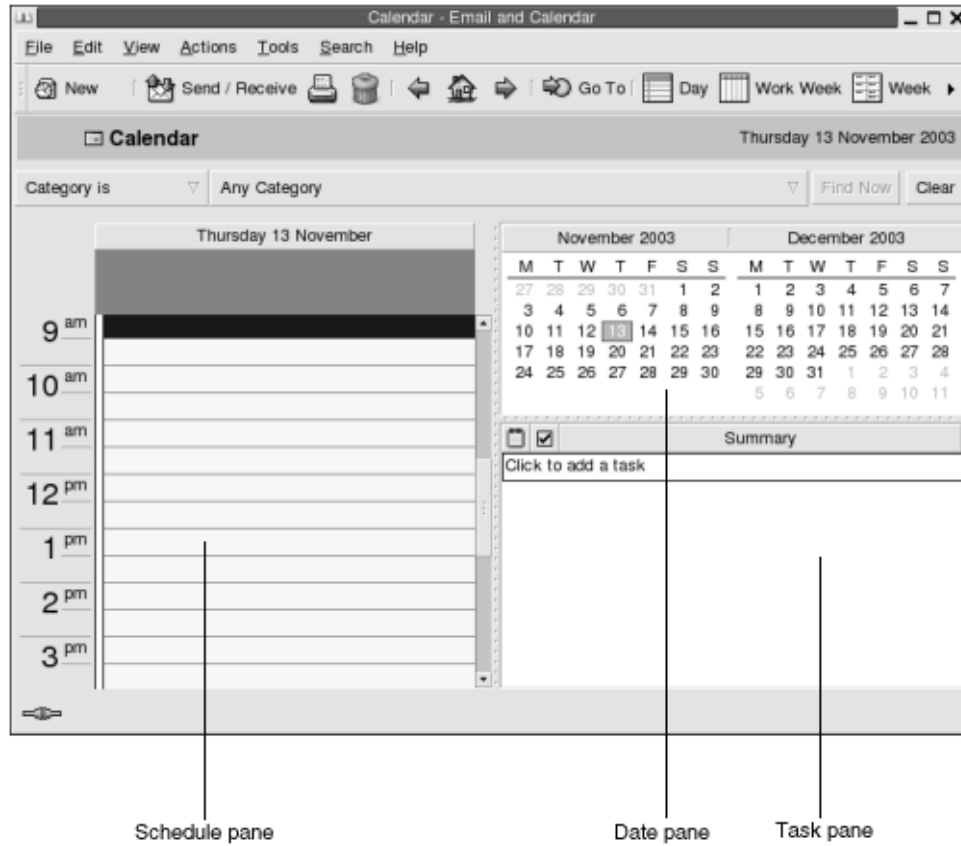 Calendar - Email and Calendar
File Edit View Actions Tools Search Help
New Send / Receive Go To Day Work Week Week
Calendar Thursday 13 November 2003
Category is Any Category Find Now Clear
Thursday 13 November
9 am
10 am
11 am
12 pm
1 pm
2 pm
3 pm
November 2003
M T W T F S S
27 28 29 30 31 1 2
3 4 5 6 7 8 9
10 11 12 13 14 15 16
17 18 19 20 21 22 23
24 25 26 27 28 29 30
December 2003
M T W T F S S
1 2 3 4 5 6 7
8 9 10 11 12 13 14
15 16 17 18 19 20 21
22 23 24 25 26 27 28
29 30 31 1 2 3 4
5 6 7 8 9 10 11
Summary
Click to add a task
Schedule pane Date pane Task pane